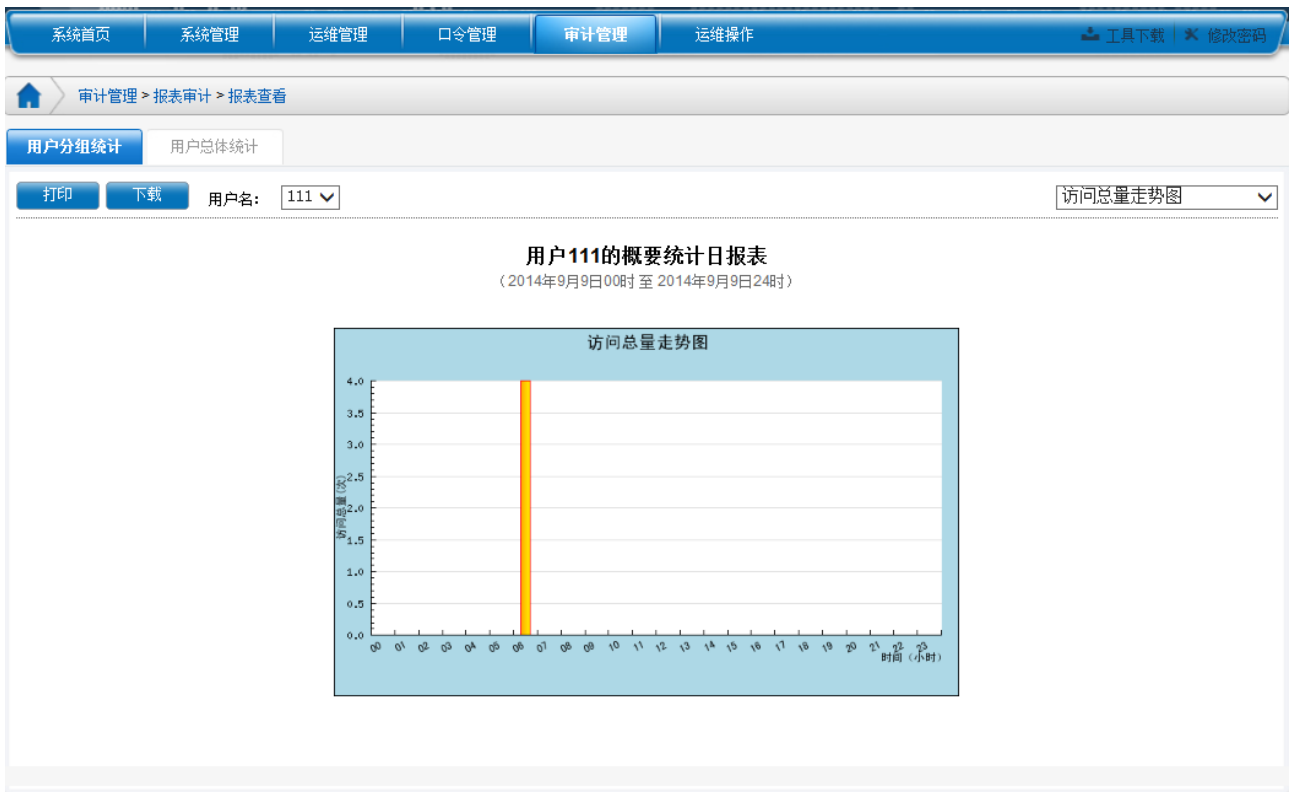 系统首页 系统管理 运维管理 口令管理 审计管理 运维操作 工具下载 修改密码
审计管理 > 报表审计 > 报表查看
用户分组统计 用户总体统计
打印 下载 用户名: 111 访问总量走势图
用户111的概要统计日报表
（2014年9月9日00时 至 2014年9月9日24时）
访问总量走势图
4.0
3.5
3.0
2.5
2.0
1.5
1.0
0.5
0.0
访问总量(次)
00 01 02 03 04 05 06 07 08 09 10 11 12 13 14 15 16 17 18 19 20 21 22 23
时间（小时）